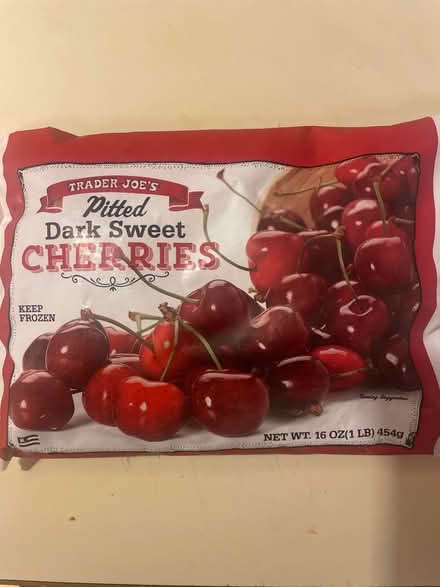 TRADER JOE'S
Pitted
Dark Sweet
CHERRIES
KEEP
FROZEN
Serving Suggestion
NET WT. 16 OZ(1 LB) 454g